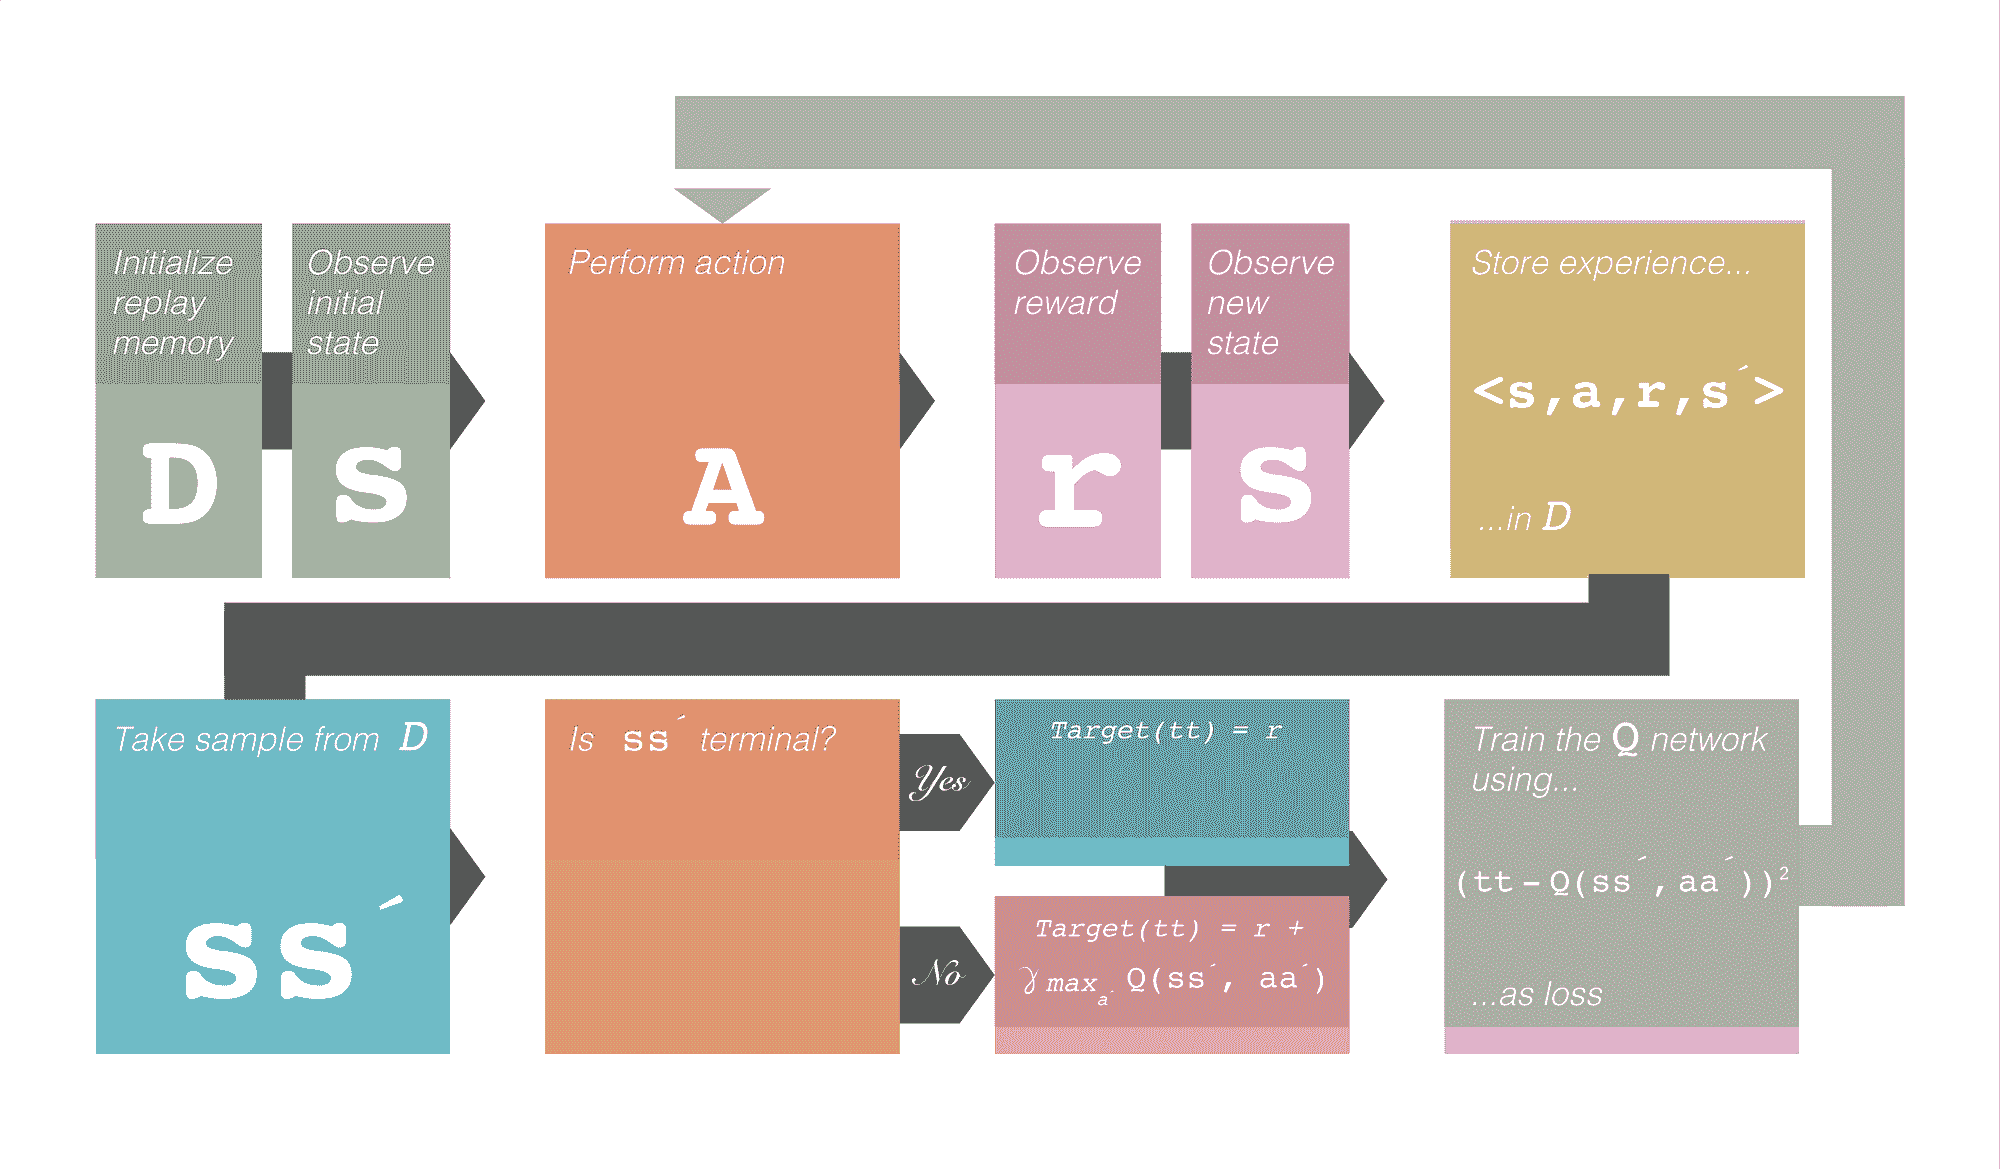 Initialize
replay
memory
D
Observe
initial
state
S
Perform action
A
Observe
reward
r
Observe
new
state
S
Store experience...
<s,a,r,s´>
...in D
Take sample from D
ss´
Is ss´ terminal?
Yes
No
Target(tt) = r
Target(tt) = r +
γ maxa´ Q(ss´, aa´)
Train the Q network
using...
(tt-Q(ss´,aa´))²
...as loss